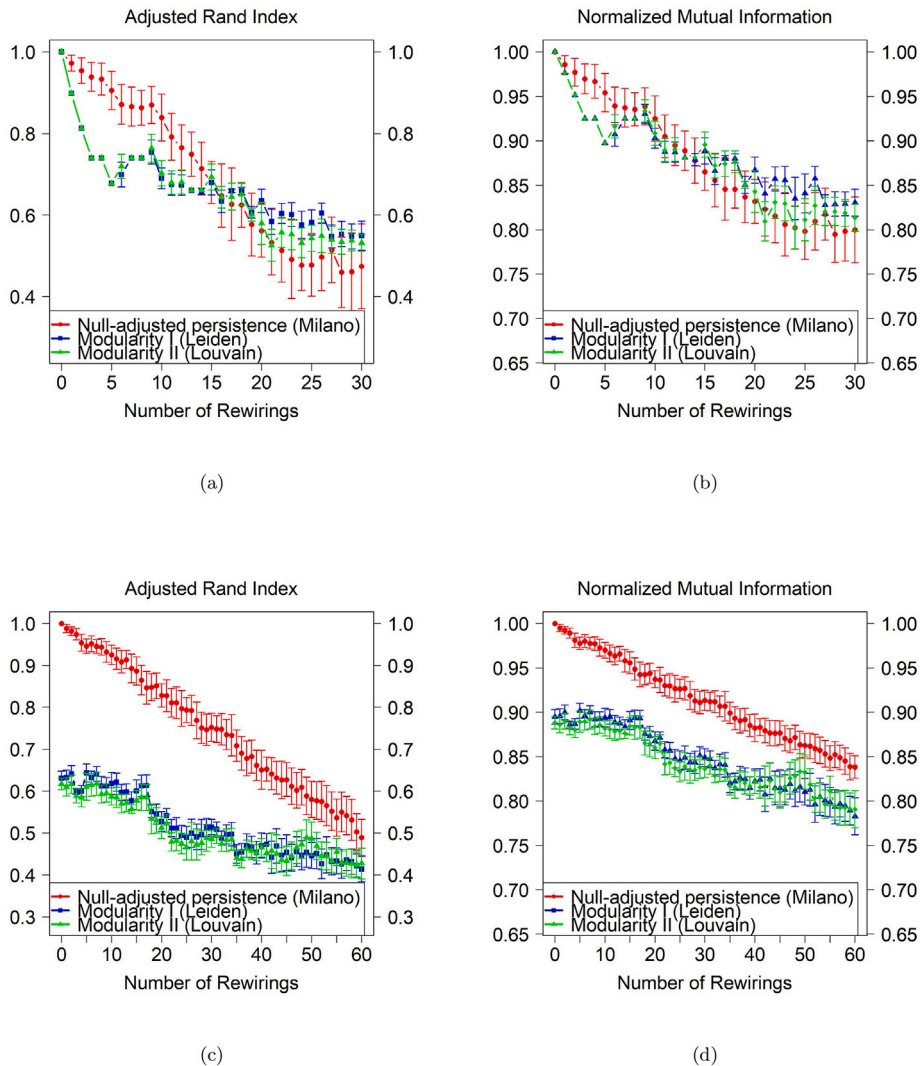 Adjusted Rand Index
1.0 1.0
0.8 0.8
0.6 0.6
0.4 0.4
Null-adjusted persistence (Milano)
Modularity I (Leiden)
Modularity II (Louvain)
0 5 10 15 20 25 30
Number of Rewirings
(a)
Normalized Mutual Information
1.00 1.00
0.95 0.95
0.90 0.90
0.85 0.85
0.80 0.80
0.75 0.75
0.70 0.70
0.65 0.65
Null-adjusted persistence (Milano)
Modularity I (Leiden)
Modularity II (Louvain)
0 5 10 15 20 25 30
Number of Rewirings
(b)
Adjusted Rand Index
1.0 1.0
0.9 0.9
0.8 0.8
0.7 0.7
0.6 0.6
0.5 0.5
0.4 0.4
0.3 0.3
Null-adjusted persistence (Milano)
Modularity I (Leiden)
Modularity II (Louvain)
0 10 20 30 40 50 60
Number of Rewirings
(c)
Normalized Mutual Information
1.00 1.00
0.95 0.95
0.90 0.90
0.85 0.85
0.80 0.80
0.75 0.75
0.70 0.70
0.65 0.65
Null-adjusted persistence (Milano)
Modularity I (Leiden)
Modularity II (Louvain)
0 10 20 30 40 50 60
Number of Rewirings
(d)